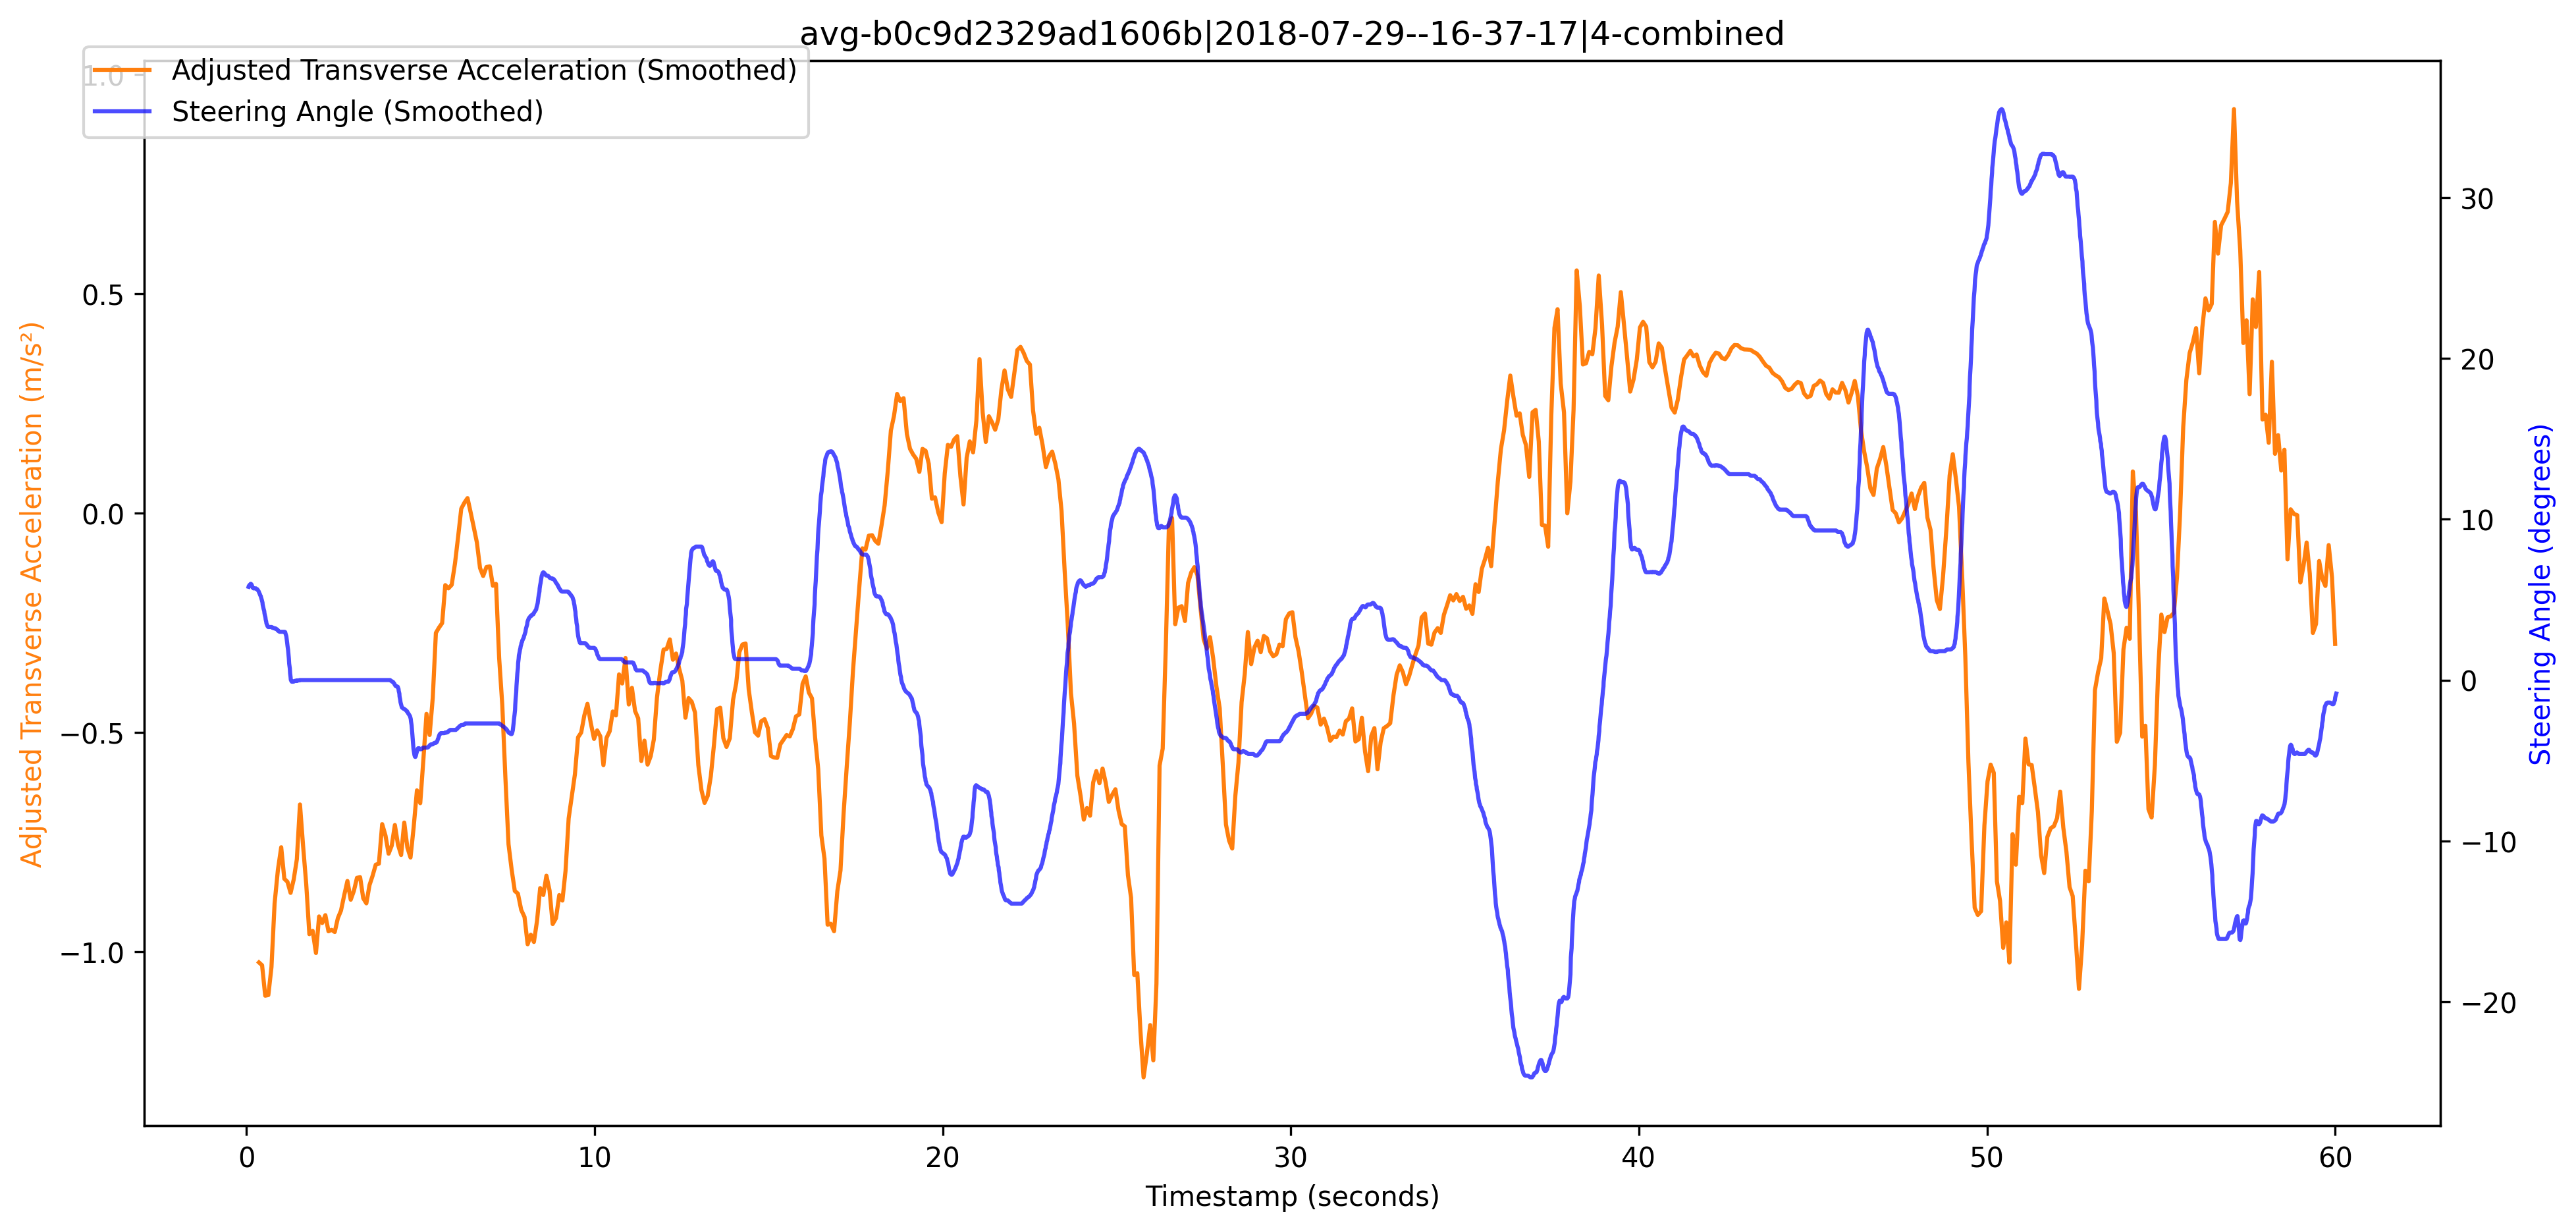 avg-b0c9d2329ad1606b|2018-07-29--16-37-17|4-combined
Adjusted Transverse Acceleration (Smoothed)
Steering Angle (Smoothed)
Adjusted Transverse Acceleration (m/s²)
1.0
0.5
0.0
−0.5
−1.0
30
20
10
0
−10
−20
Steering Angle (degrees)
0 10 20 30 40 50 60
Timestamp (seconds)